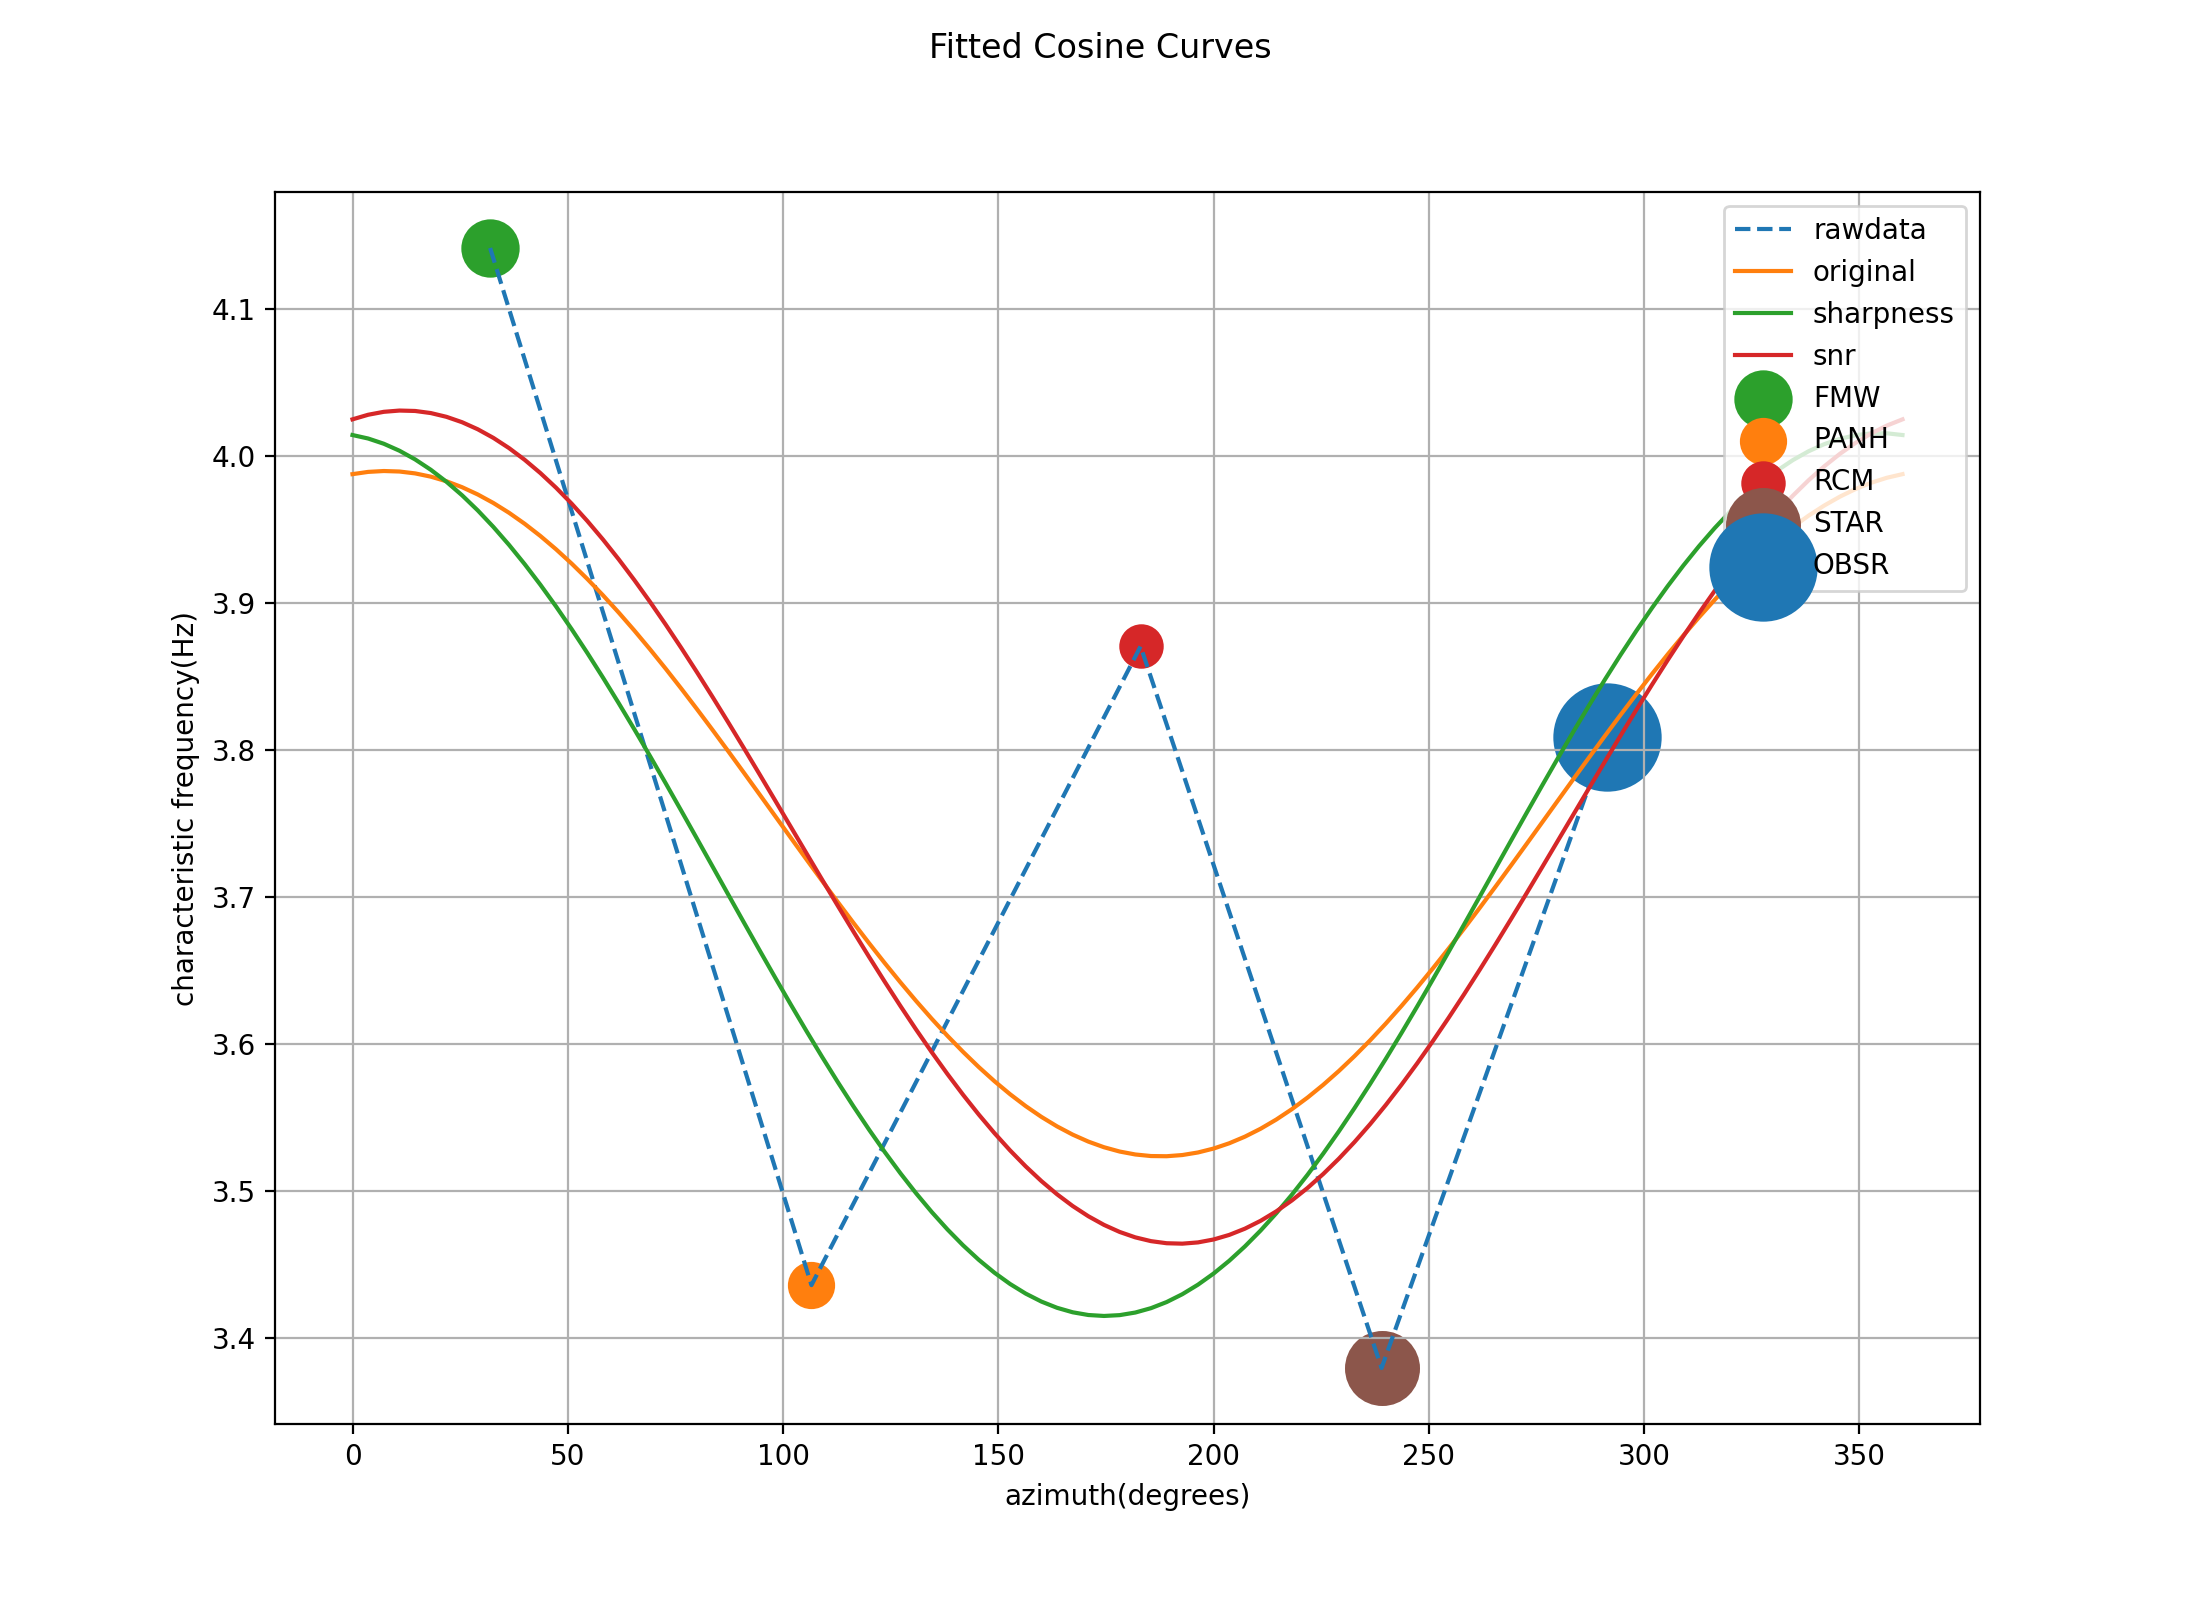 Fitted Cosine Curves
characteristic frequency(Hz)
4.1
4.0
3.9
3.8
3.7
3.6
3.5
3.4
rawdata
original
sharpness
snr
FMW
PANH
RCM
STAR
OBSR
0 50 100 150 200 250 300 350
azimuth(degrees)